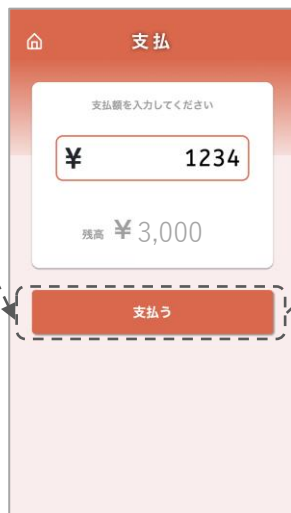 支払
支払額を入力してください
¥ 1234
残高 ¥ 3,000
支払う